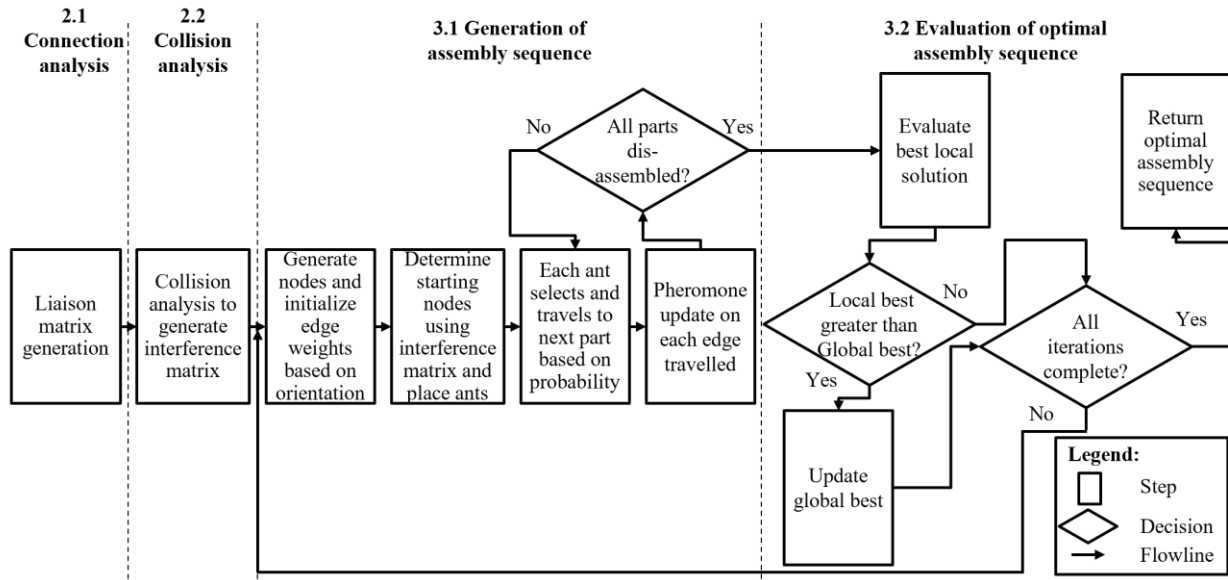 2.1
Connection
analysis
2.2
Collision
analysis
3.1 Generation of
assembly sequence
3.2 Evaluation of optimal
assembly sequence
No
All parts
dis-
assembled?
Yes
Evaluate
best local
solution
Return
optimal
assembly
sequence
Liaison
matrix
generation
Collision
analysis to
generate
interference
matrix
Generate
nodes and
initialize
edge
weights
based on
orientation
Determine
starting
nodes
using
interference
matrix and
place ants
Each ant
selects and
travels to
next part
based on
probability
Pheromone
update on
each edge
travelled
Local best
greater than
Global best?
No
Yes
All
iterations
complete?
Yes
No
Update
global best
Legend:
Step
Decision
Flowline